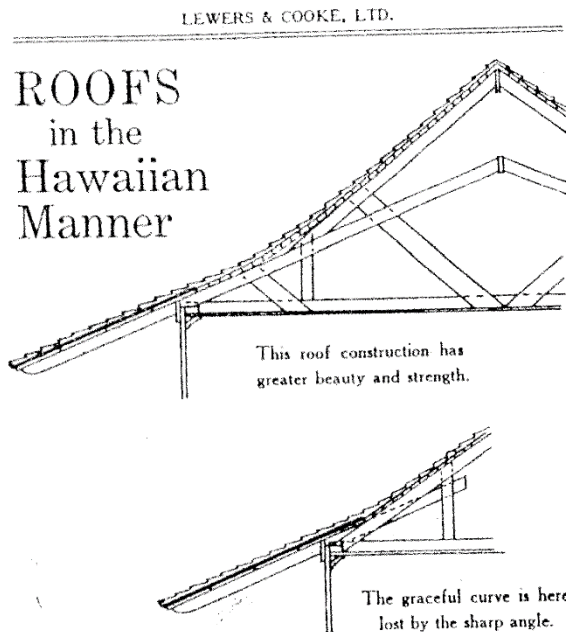 LEWERS & COOKE, LTD.
ROOFS
in the
Hawaiian
Manner
This roof construction has
greater beauty and strength.
The graceful curve is here
lost by the sharp angle.